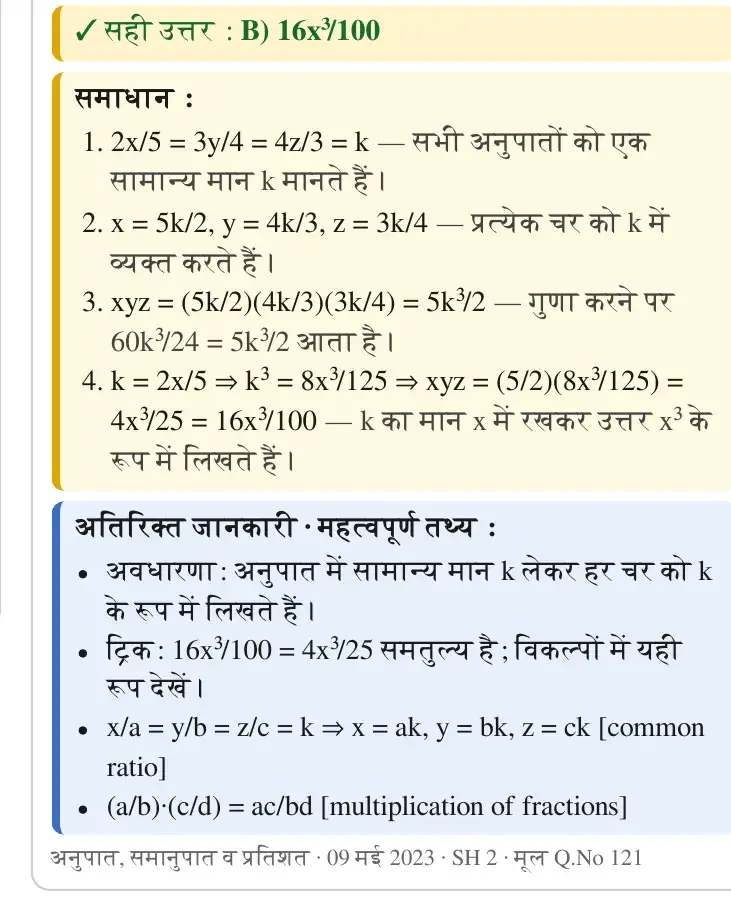 ✓ सही उत्तर : B) 16x³/100
समाधान :
1. 2x/5 = 3y/4 = 4z/3 = k — सभी अनुपातों को एक
सामान्य मान k मानते हैं।
2. x = 5k/2, y = 4k/3, z = 3k/4 — प्रत्येक चर को k में
व्यक्त करते हैं।
3. xyz = (5k/2)(4k/3)(3k/4) = 5k³/2 — गुणा करने पर
60k³/24 = 5k³/2 आता है।
4. k = 2x/5 ⇒ k³ = 8x³/125 ⇒ xyz = (5/2)(8x³/125) =
4x³/25 = 16x³/100 — k का मान x में रखकर उत्तर x³ के
रूप में लिखते हैं।
अतिरिक्त जानकारी · महत्वपूर्ण तथ्य :
• अवधारणा : अनुपात में सामान्य मान k लेकर हर चर को k
के रूप में लिखते हैं।
• ट्रिक : 16x³/100 = 4x³/25 समतुल्य है ; विकल्पों में यही
रूप देखें।
• x/a = y/b = z/c = k ⇒ x = ak, y = bk, z = ck [common
ratio]
• (a/b)·(c/d) = ac/bd [multiplication of fractions]
अनुपात, समानुपात व प्रतिशत · 09 मई 2023 · SH 2 · मूल Q.No 121